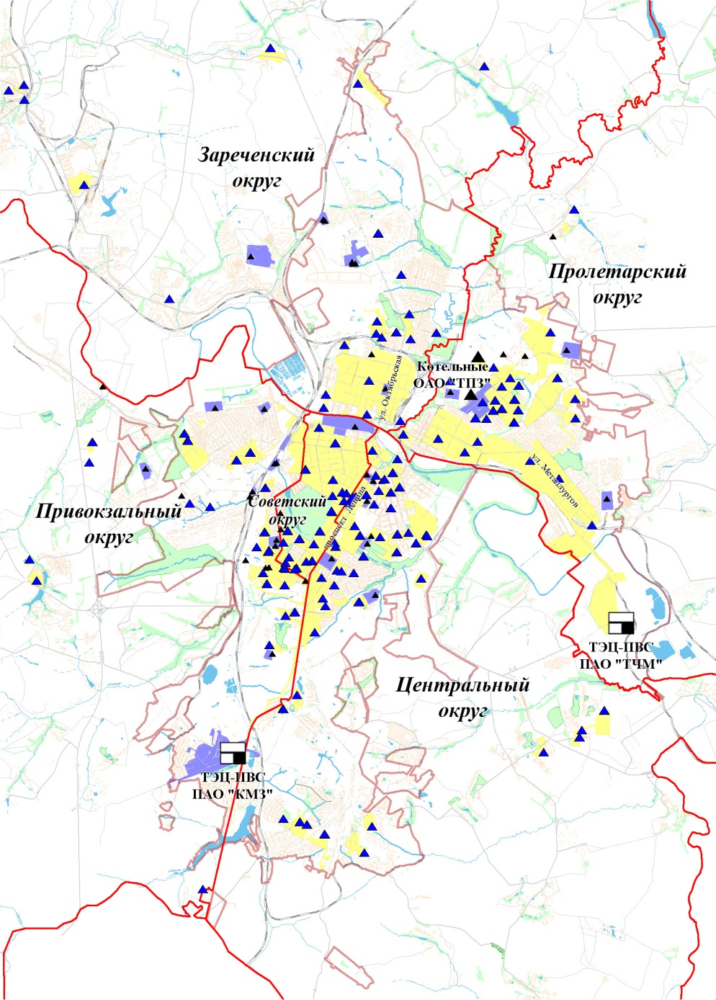 Зареченский
округ
Пролетарский
округ
ул. Октябрьская
Котельные
ОАО "ТПЗ"
ул. Металлургов
Советский
округ
проспект Ленина
Привокзальный
округ
ТЭЦ-ПВС
ПАО "ТЧМ"
Центральный
округ
ТЭЦ-ПВС
ПАО "КМЗ"